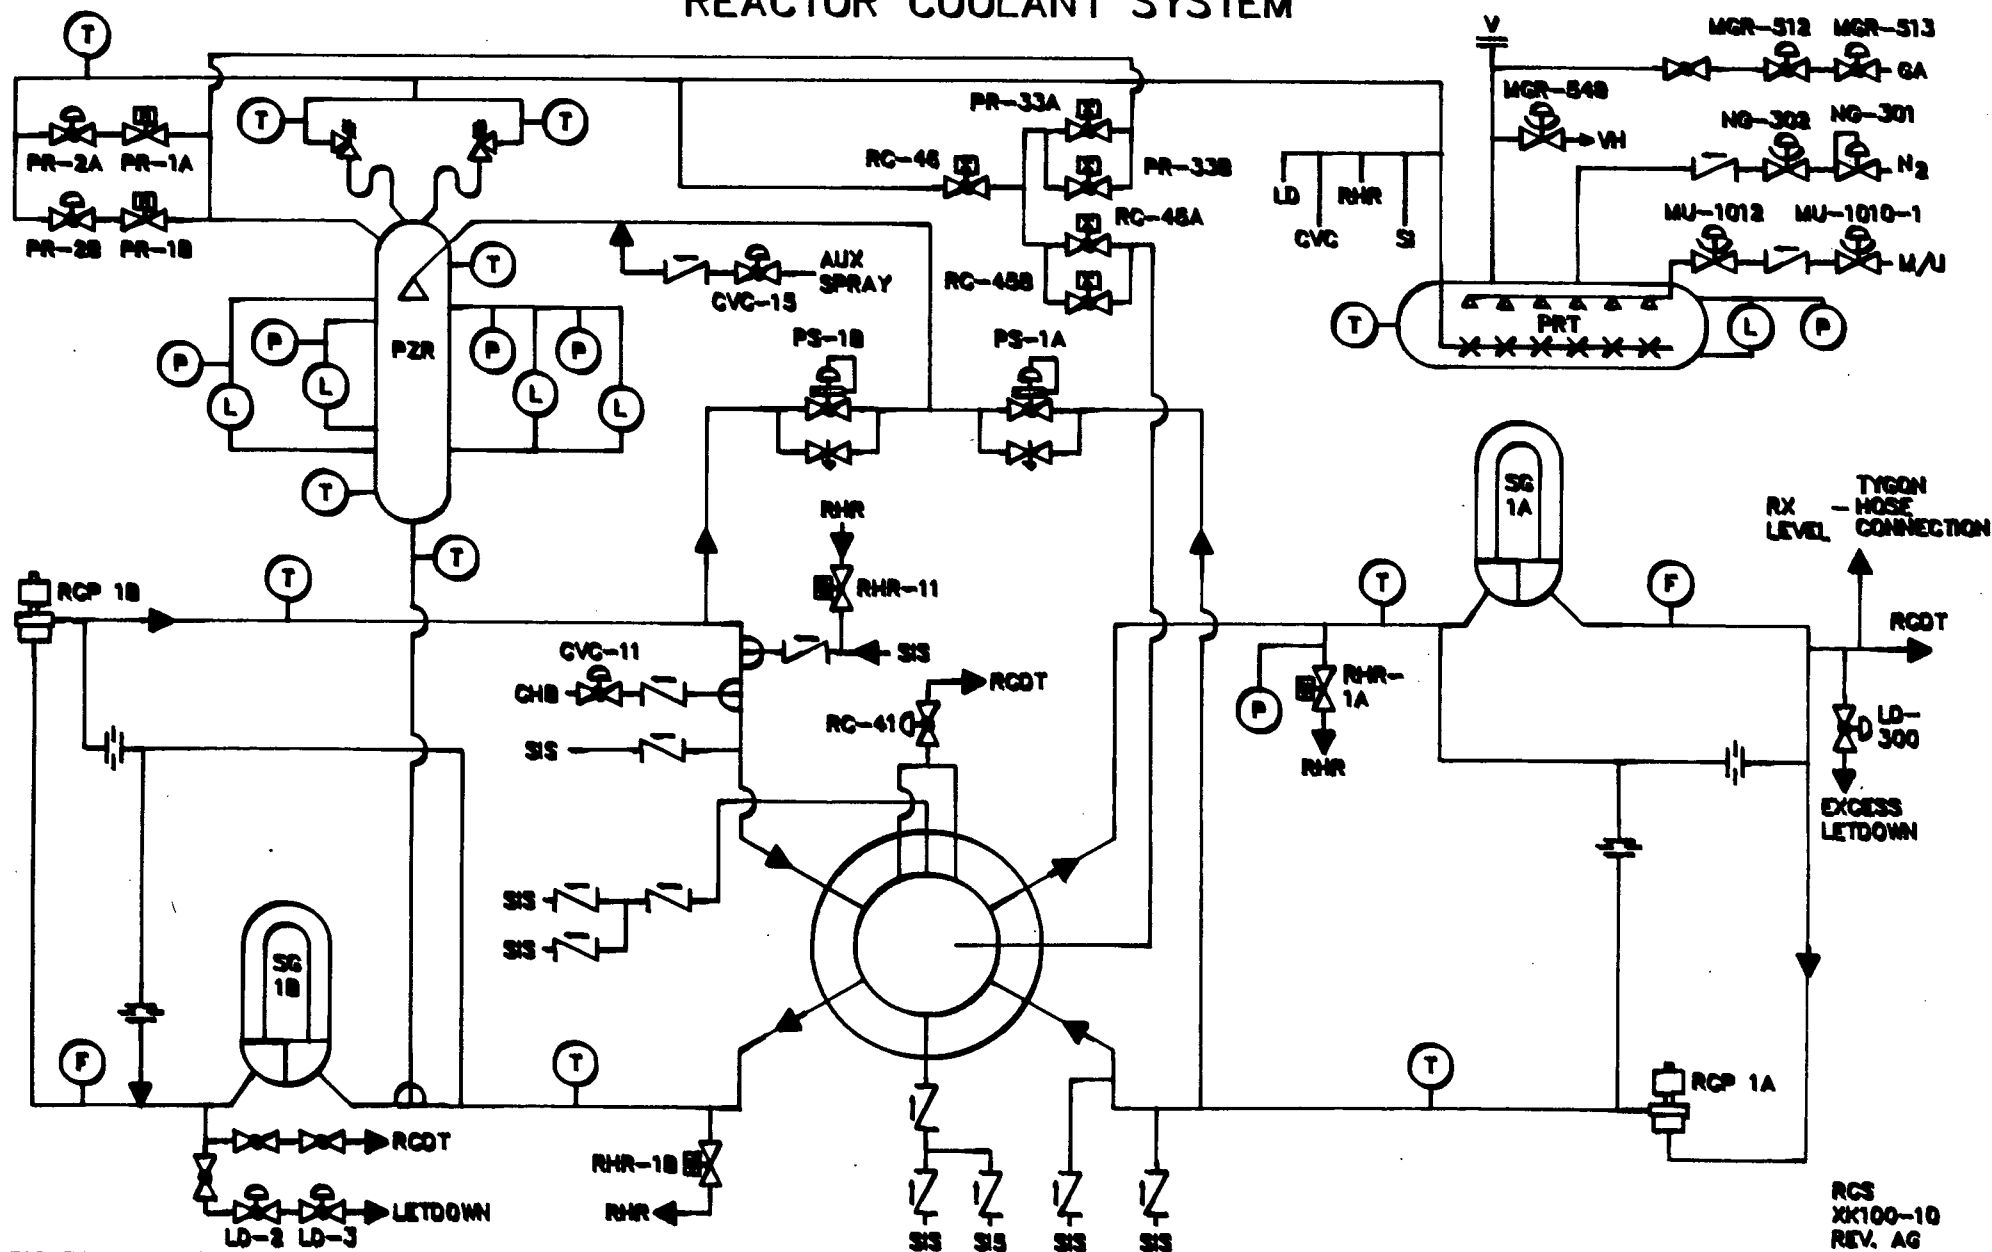 REACTOR COOLANT SYSTEM
T
V
MGR-512 MGR-513
GA
PR-2A PR-1A
T
T
PR-33A
MGR-548
VH
NG-302 NG-301
N2
RC-46
PR-33B
LD
RHR
CVC
SI
PR-2B PR-1B
T
AUX
SPRAY
CVC-15
RC-45A
RC-45B
MU-1012 MU-1010-1
M/U
P
P
PZR
P
P
L
L
L
L
PS-1B
PS-1A
T
PRT
L
P
T
RHR
SG
1A
RX
LEVEL
– TYGON
HOSE
CONNECTION
T
RCP 1B
T
RHR-11
T
F
RCDT
CVC-11
SIS
CHB
RCDT
RC-41
P
RHR-
1A
LD-
300
SIS
RHR
EXCESS
LETDOWN
SIS
SIS
SG
1B
F
T
T
RCP 1A
RCDT
RHR-1B
LETDOWN
RHR
LD-2 LD-3
SIS SIS SIS SIS
RCS
XK100-10
REV. AG